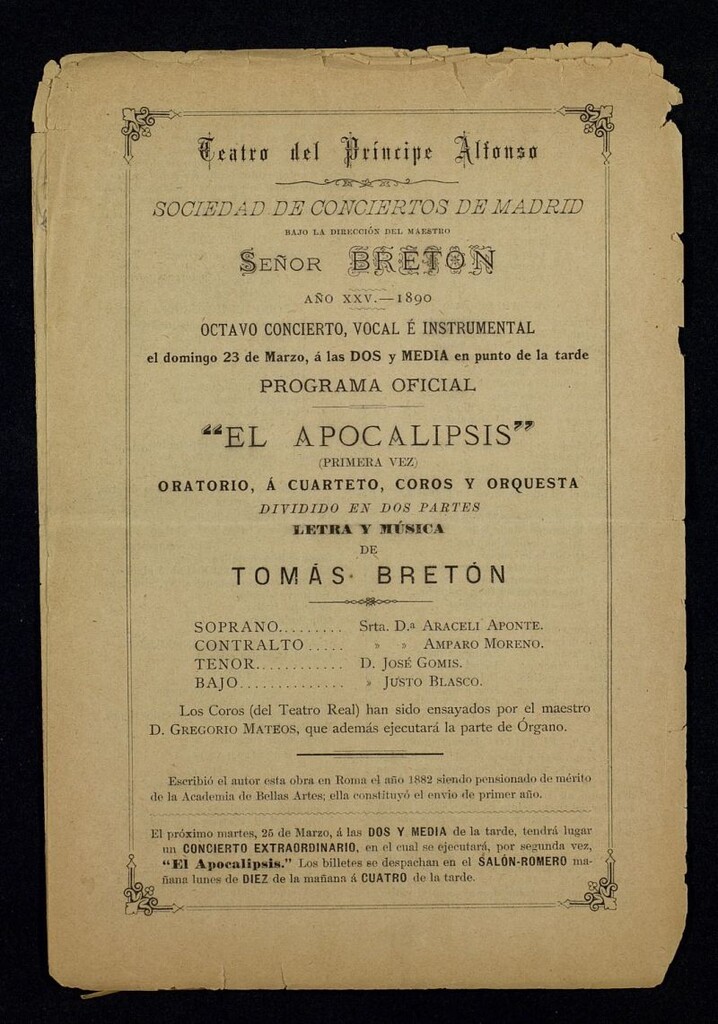 Teatro del Príncipe Alfonso
SOCIEDAD DE CONCIERTOS DE MADRID
BAJO LA DIRECCIÓN DEL MAESTRO
SEÑOR BRETÓN
AÑO XXV.—1890
OCTAVO CONCIERTO, VOCAL É INSTRUMENTAL
el domingo 23 de Marzo, á las DOS y MEDIA en punto de la tarde
PROGRAMA OFICIAL
“EL APOCALIPSIS”
(PRIMERA VEZ)
ORATORIO, Á CUARTETO, COROS Y ORQUESTA
DIVIDIDO EN DOS PARTES
LETRA Y MÚSICA
DE
TOMÁS BRETÓN
SOPRANO......... Srta. D.ª ARACELI APONTE.
CONTRALTO..... » » AMPARO MORENO.
TENOR............ D. JOSÉ GOMIS.
BAJO.............. » JUSTO BLASCO.
Los Coros (del Teatro Real) han sido ensayados por el maestro
D. GREGORIO MATEOS, que además ejecutará la parte de Órgano.
Escribió el autor esta obra en Roma el año 1882 siendo pensionado de mérito
de la Academia de Bellas Artes; ella constituyó el envio de primer año.
El próximo martes, 25 de Marzo, á las DOS Y MEDIA de la tarde, tendrá lugar
un CONCIERTO EXTRAORDINARIO, en el cual se ejecutará, por segunda vez,
“El Apocalipsis.” Los billetes se despachan en el SALÓN-ROMERO ma-
ñana lunes de DIEZ de la mañana á CUATRO de la tarde.